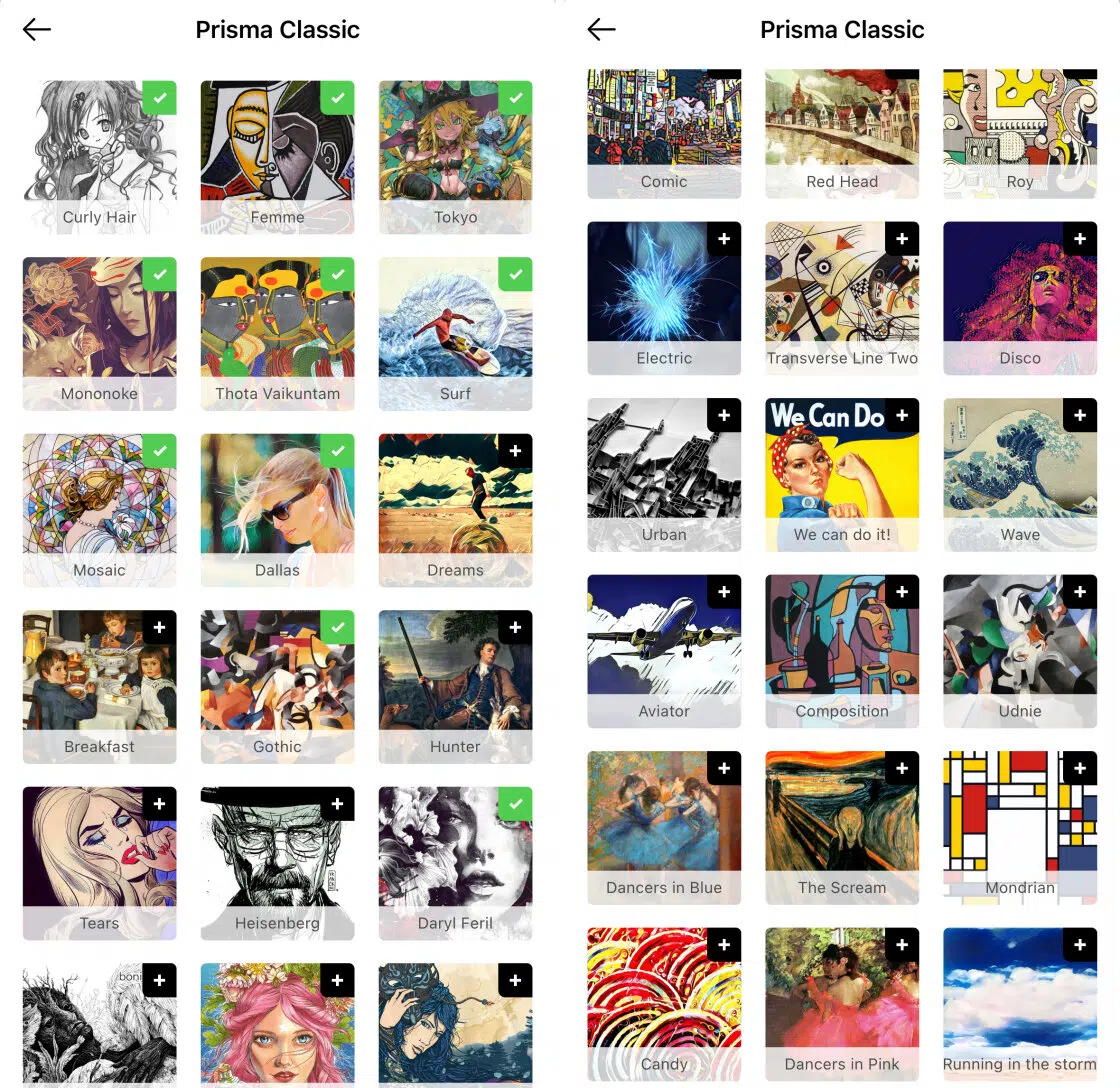 Prisma Classic
Curly Hair
Femme
Tokyo
Mononoke
Thota Vaikuntam
Surf
Mosaic
Dallas
Dreams
Breakfast
Gothic
Hunter
Tears
Heisenberg
Daryl Feril
boni
Prisma Classic
Comic
Red Head
Roy
Electric
Transverse Line Two
Disco
We Can Do
Urban
We can do it!
Wave
Aviator
Composition
Udnie
Dancers in Blue
The Scream
Mondrian
Candy
Dancers in Pink
Running in the storm